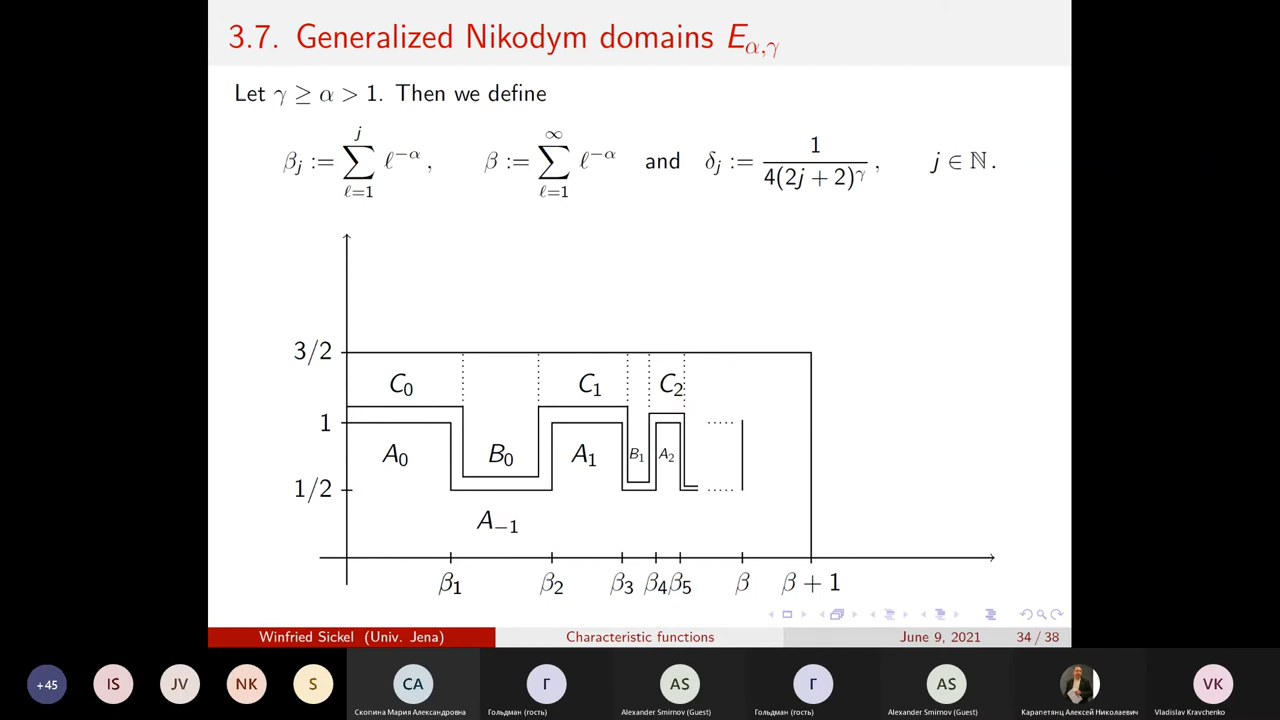 3.7. Generalized Nikodym domains E_{α,γ}
Let γ ≥ α > 1. Then we define
β_j := \sum_{ℓ=1}^{j} ℓ^{-α}, β := \sum_{ℓ=1}^{∞} ℓ^{-α} and δ_j := \frac{1}{4(2j + 2)^γ}, j ∈ ℕ.
3/2
C_0 C_1 C_2
1
A_0 B_0 A_1 B_1 A_2
1/2
A_{-1}
β_1 β_2 β_3 β_4 β_5 β β + 1
Winfried Sickel (Univ. Jena) Characteristic functions June 9, 2021 34 / 38
+45 IS JV NK S CA Г AS Г AS VK
Скопина Мария Александровна Гольдман (гость) Alexander Smirnov (Guest) Гольдман (гость) Alexander Smirnov (Guest) Карапетянц Алексей Николаевич Vladislav Kravchenko